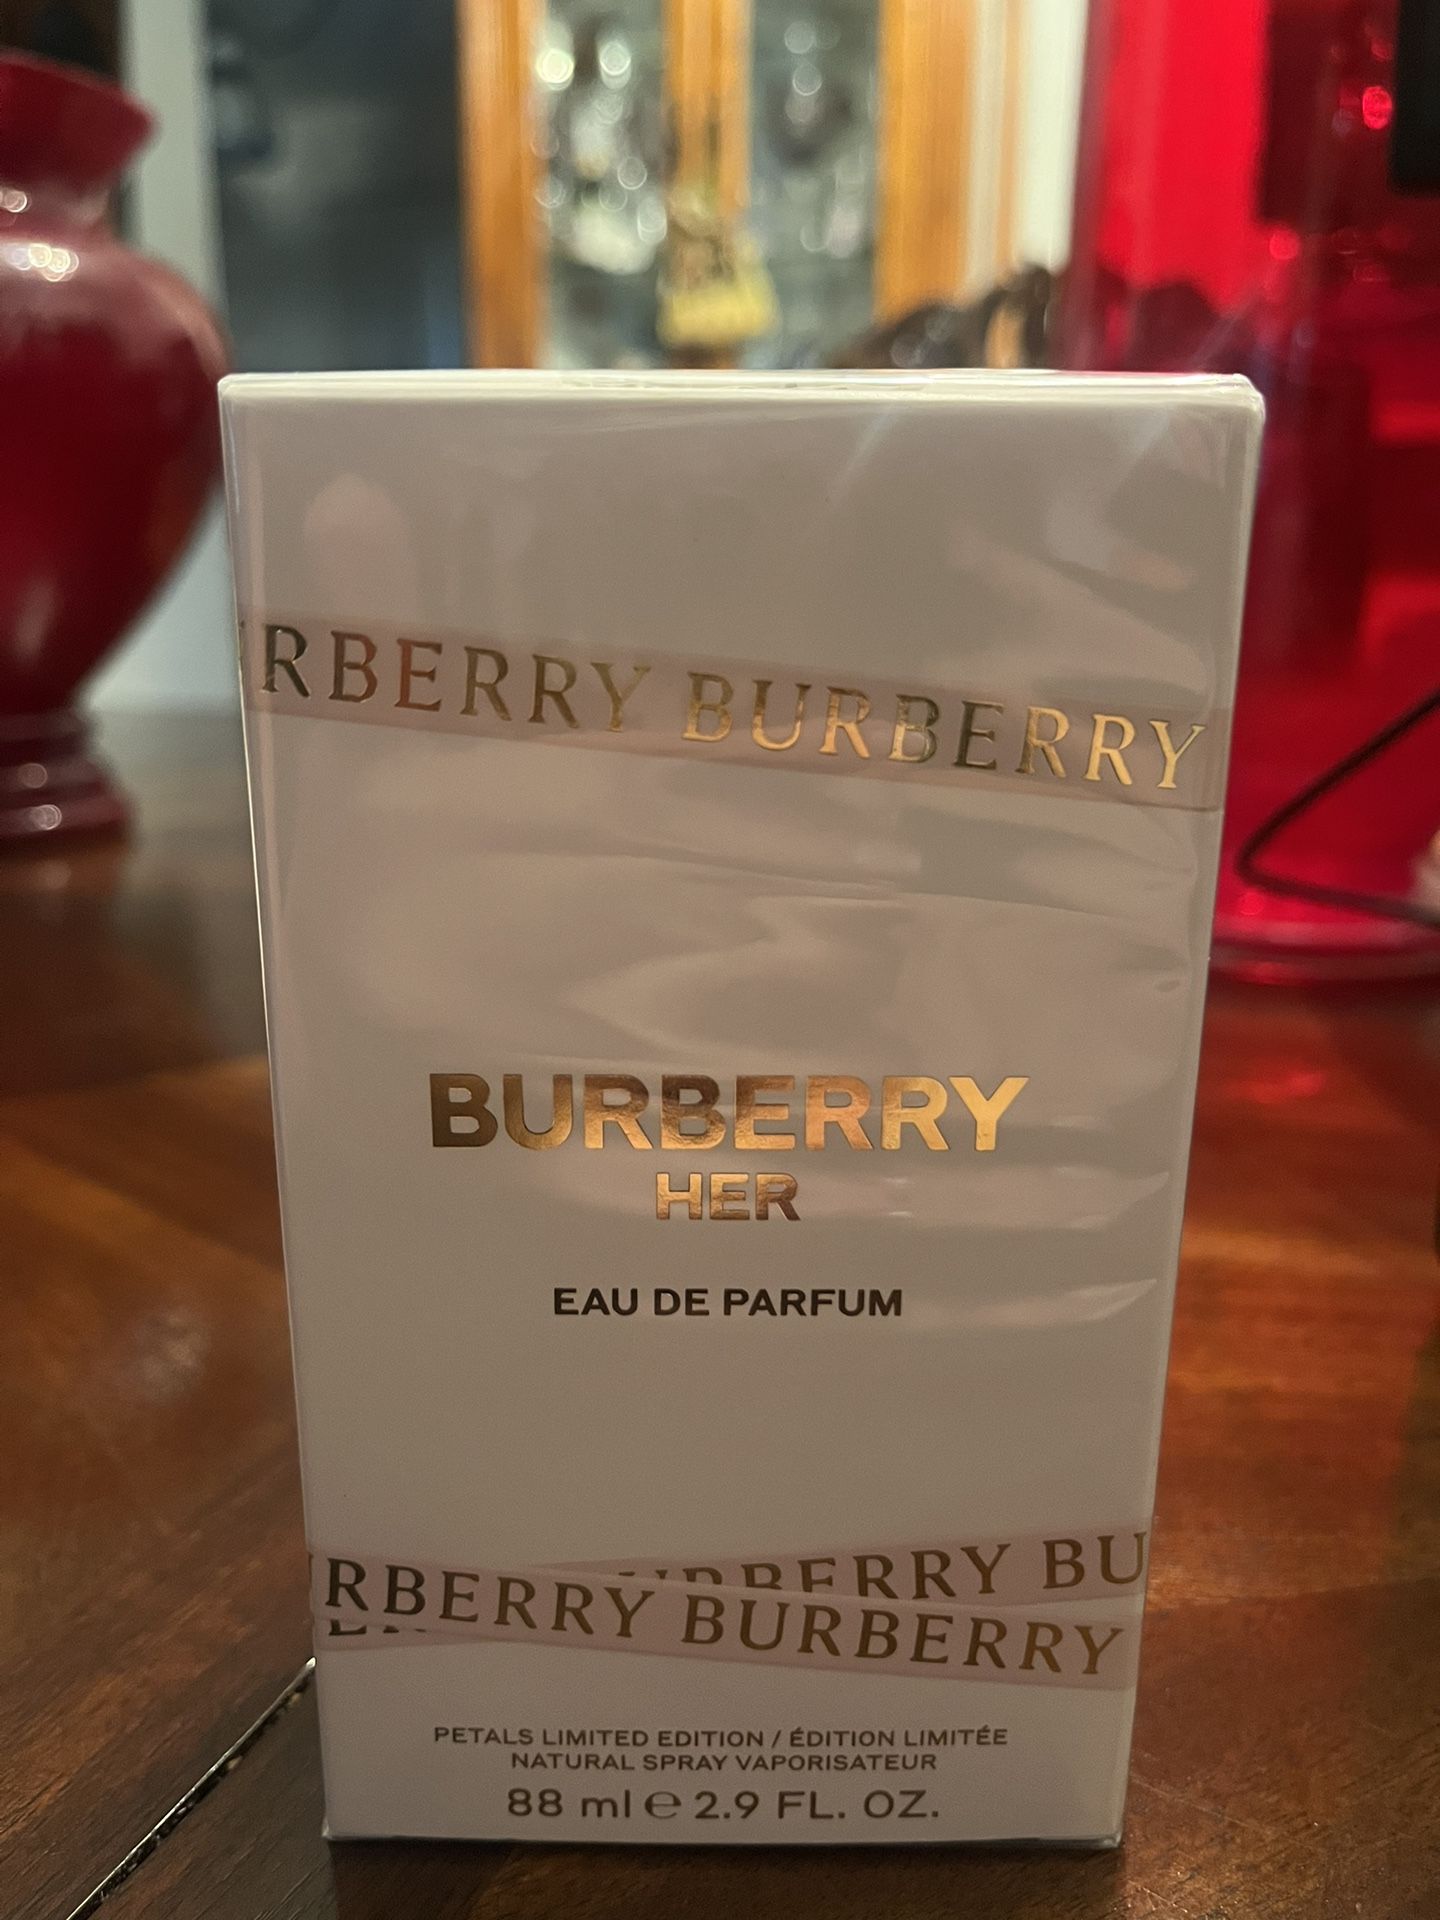 RBERRY BURBERRY
BURBERRY
HER
EAU DE PARFUM
RBERRY BU
RBERRY BURBERRY
PETALS LIMITED EDITION / ÉDITION LIMITÉE
NATURAL SPRAY VAPORISATEUR
88 ml e 2.9 FL. OZ.